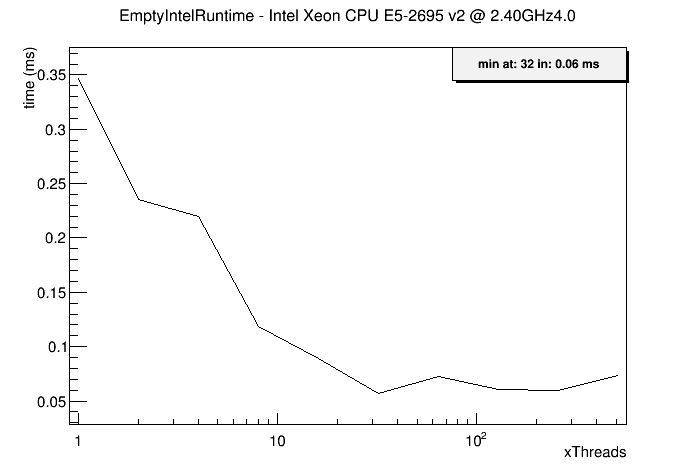 EmptyIntelRuntime - Intel Xeon CPU E5-2695 v2 @ 2.40GHz4.0
min at: 32 in: 0.06 ms
time (ms)
0.35
0.3
0.25
0.2
0.15
0.1
0.05
1 10 10²
xThreads